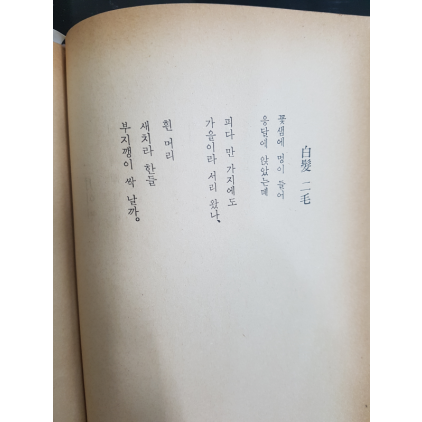 白髮 二毛
꽃샘에 멍이 들어
응달에 앉았는데
피다 만 가지에도
가을이라 서리 왔나.
흰 머리
새치라 한들
부지깽이 싹 날까.